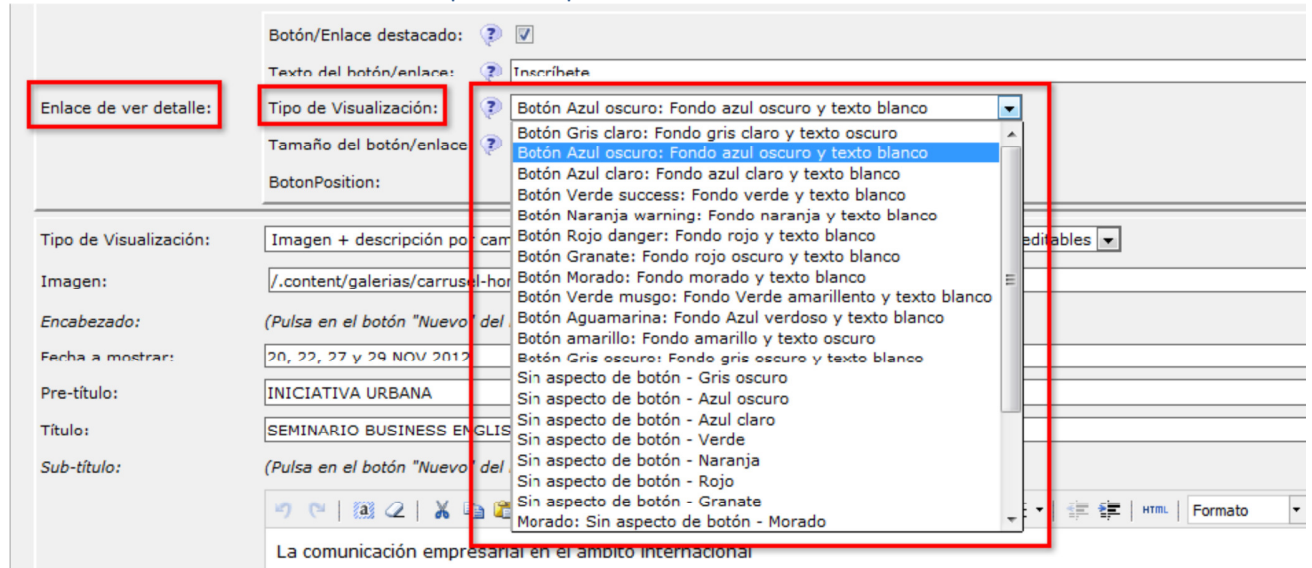 Botón/Enlace destacado:
Texto del botón/enlace: Inscríbete
Enlace de ver detalle: Tipo de Visualización: Botón Azul oscuro: Fondo azul oscuro y texto blanco
Botón Gris claro: Fondo gris claro y texto oscuro
Tamaño del botón/enlace
Botón Azul oscuro: Fondo azul oscuro y texto blanco
Botón Azul claro: Fondo azul claro y texto blanco
BotonPosition:
Botón Verde success: Fondo verde y texto blanco
Botón Naranja warning: Fondo naranja y texto blanco
Tipo de Visualización: Imagen + descripción por cam Botón Rojo danger: Fondo rojo y texto blanco editables
Botón Granate: Fondo rojo oscuro y texto blanco
Imagen: /.content/galerias/carrusel-hor Botón Morado: Fondo morado y texto blanco
Botón Verde musgo: Fondo Verde amarillento y texto blanco
Encabezado: (Pulsa en el botón "Nuevo" del Botón Aguamarina: Fondo Azul verdoso y texto blanco
Botón amarillo: Fondo amarillo y texto oscuro
Fecha a mostrar: 20, 22, 27 y 29 NOV 2012 Botón Gris oscuro: Fondo gris oscuro y texto blanco
Sin aspecto de botón - Gris oscuro
Pre-título: INICIATIVA URBANA Sin aspecto de botón - Azul oscuro
Sin aspecto de botón - Azul claro
Título: SEMINARIO BUSINESS ENGLIS Sin aspecto de botón - Verde
Sin aspecto de botón - Naranja
Sub-título: (Pulsa en el botón "Nuevo" del Sin aspecto de botón - Rojo
Sin aspecto de botón - Granate
HTML Formato
Morado: Sin aspecto de botón - Morado
La comunicación empresarial en el ámbito internacional